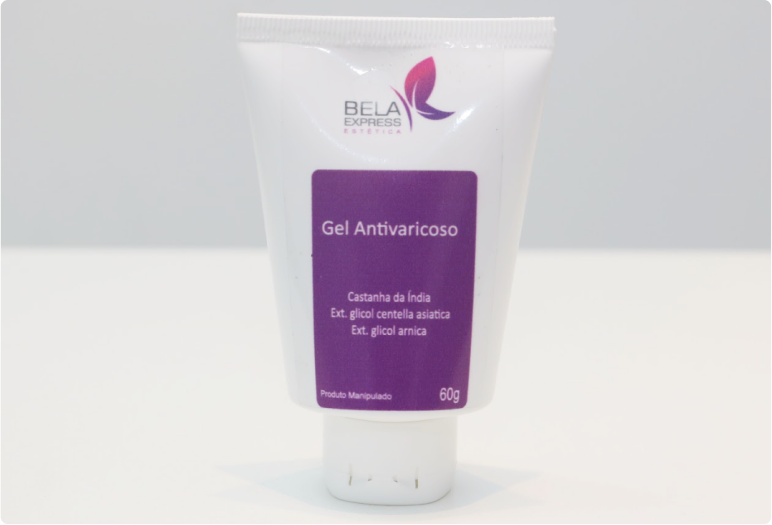 BELA
EXPRESS
ESTÉTICA
Gel Antivaricoso
Castanha da Índia
Ext. glicol centella asiatica
Ext. glicol arnica
Produto Manipulado
60g